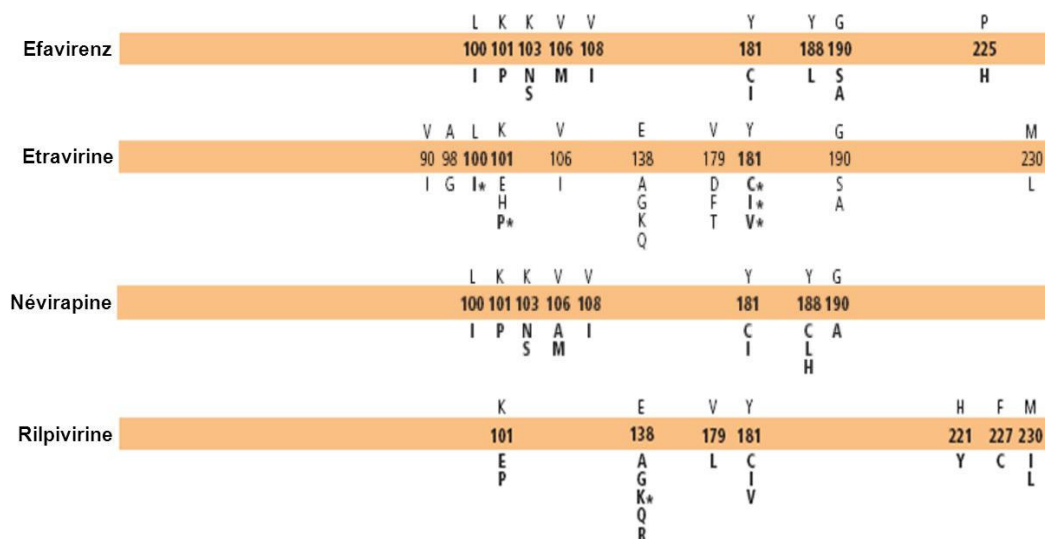 L K K V V Y Y G P
Efavirenz 100 101 103 106 108 181 188 190 225
I P N M I C L S H
S I A
V A L K V E V Y G M
Etravirine 90 98 100 101 106 138 179 181 190 230
I G I* E I A D C* S L
H G F I* A
P* K T V*
Q
L K K V V Y Y G
Névirapine 100 101 103 106 108 181 188 190
I P N A I C C A
S M I L
H
K E V Y H F M
Rilpivirine 101 138 179 181 221 227 230
E A L C Y C I
P G I L
K* V
Q
R